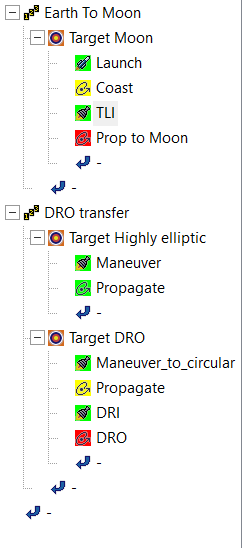 Earth To Moon
Target Moon
Launch
Coast
TLI
Prop to Moon
-
-
DRO transfer
Target Highly elliptic
Maneuver
Propagate
-
Target DRO
Maneuver_to_circular
Propagate
DRI
DRO
-
-
-